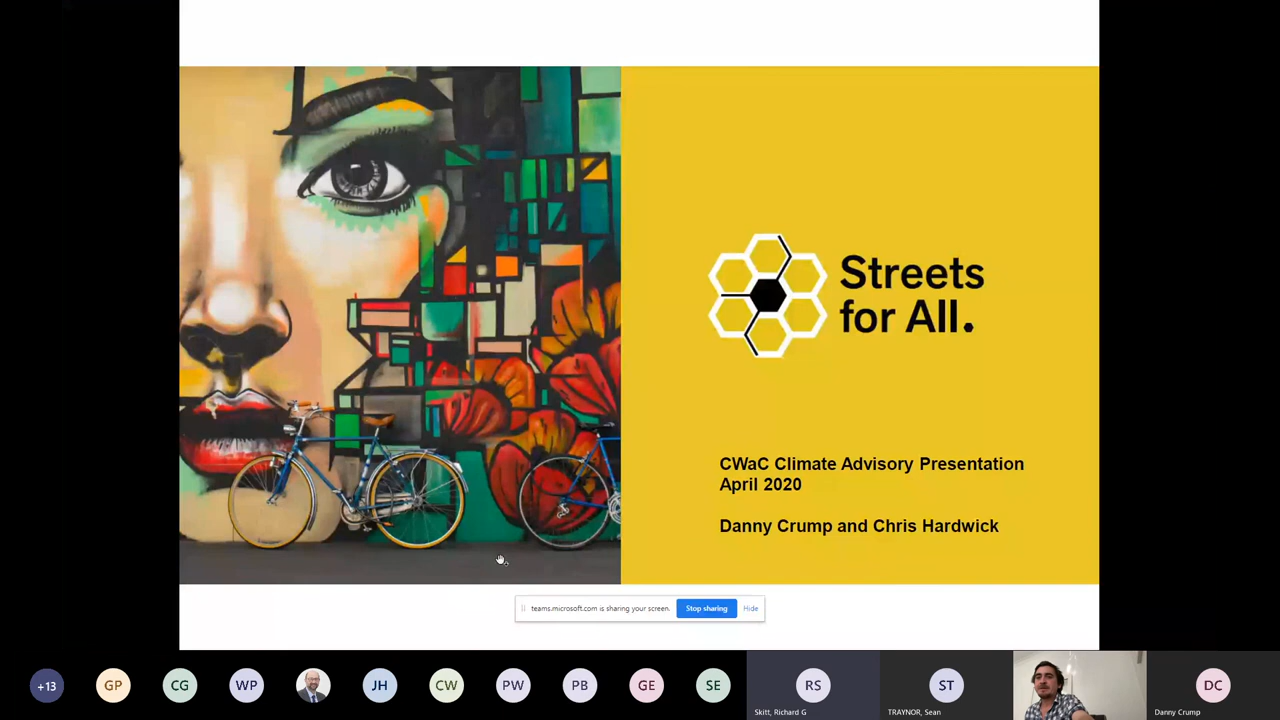 Streets
for All.
CWaC Climate Advisory Presentation
April 2020
Danny Crump and Chris Hardwick
teams.microsoft.com is sharing your screen.
Stop sharing
Hide
+13
GP
CG
WP
JH
CW
PW
PB
GE
SE
RS
ST
DC
Skitt, Richard G
TRAYNOR, Sean
Danny Crump